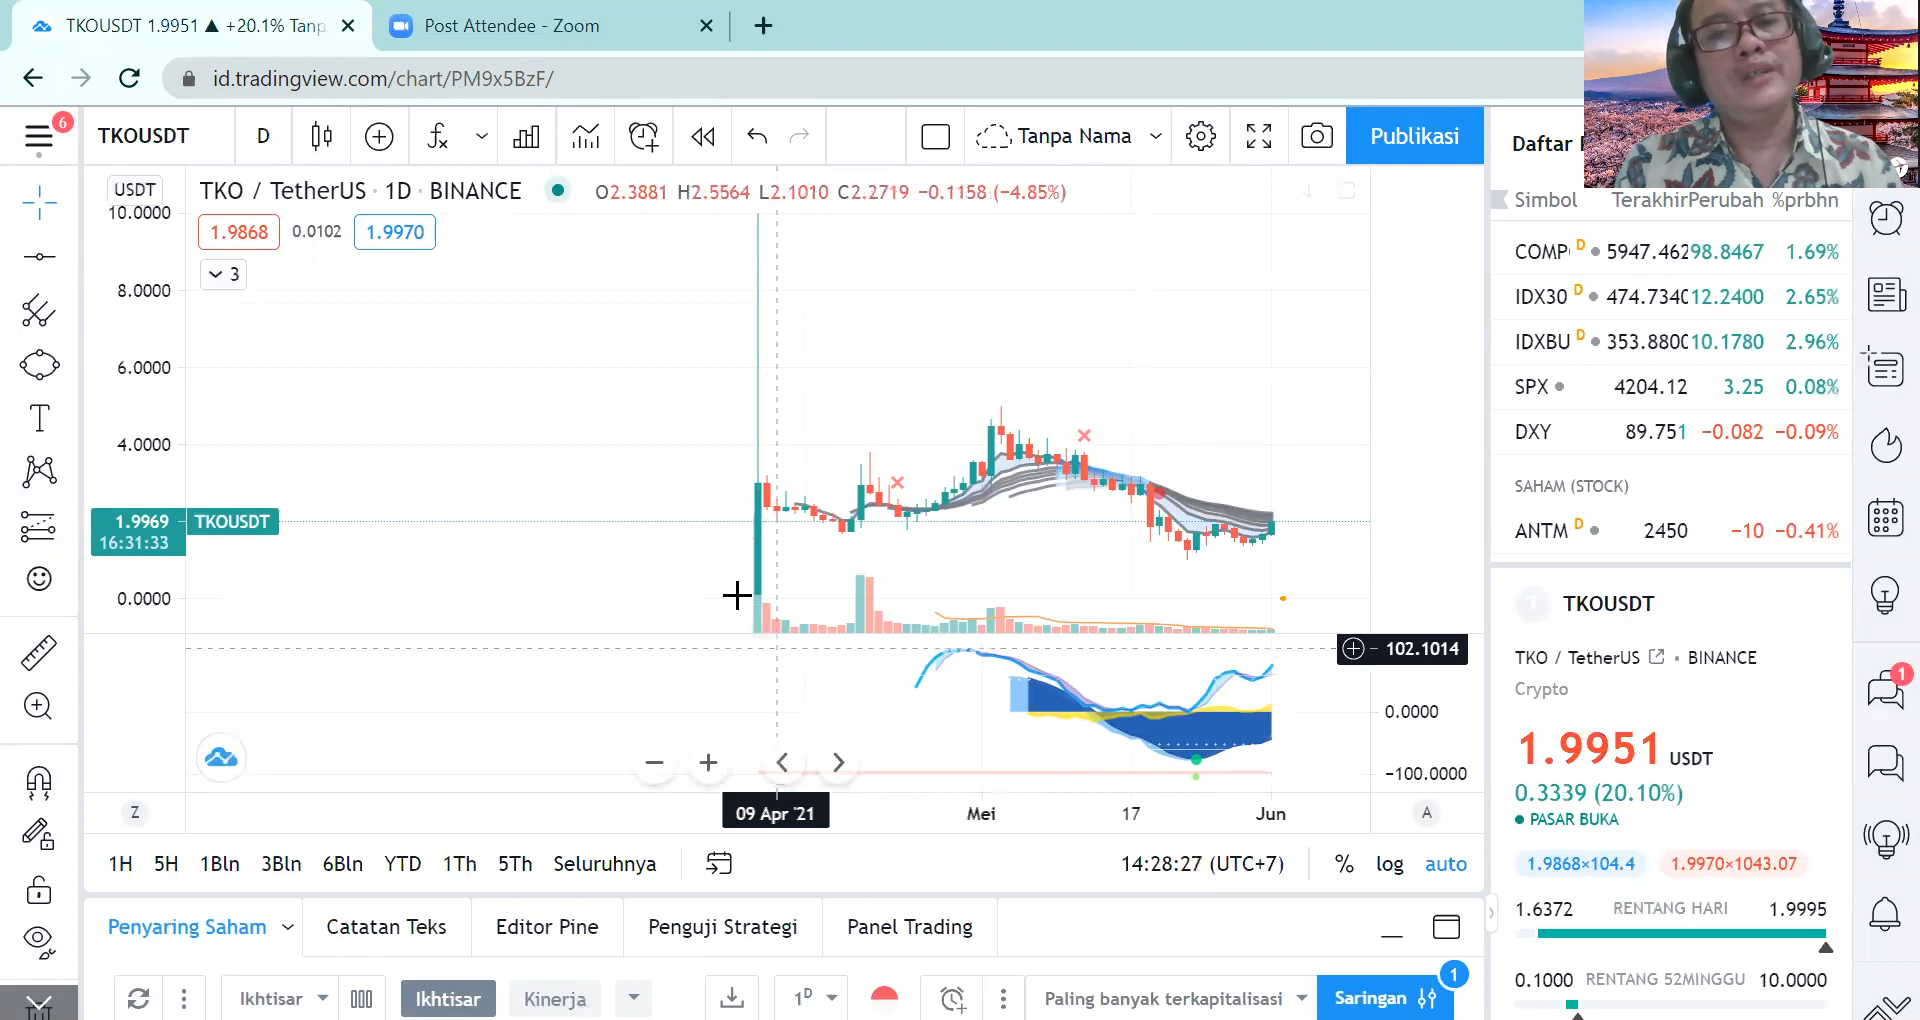 TKOUSDT 1.9951 ▲ +20.1% Tanp
Post Attendee - Zoom
id.tradingview.com/chart/PM9x5BzF/
6
TKOUSDT
D
Tanpa Nama
Publikasi
Daftar
USDT
TKO / TetherUS · 1D · BINANCE
O2.3881 H2.5564 L2.1010 C2.2719 −0.1158 (−4.85%)
1.9868
0.0102
1.9970
3
10.0000
8.0000
6.0000
4.0000
1.9969
16:31:33
TKOUSDT
0.0000
102.1014
0.0000
-100.0000
Z
09 Apr '21
Mei
17
Jun
A
1H 5H 1Bln 3Bln 6Bln YTD 1Th 5Th Seluruhnya
14:28:27 (UTC+7)
% log auto
Penyaring Saham
Catatan Teks
Editor Pine
Penguji Strategi
Panel Trading
Ikhtisar
Ikhtisar
Kinerja
1D
Paling banyak terkapitalisasi
Saringan
1
Simbol Terakhir Perubah %prbhn
COMP D 5947.462 98.8467 1.69%
IDX30 D 474.7340 12.2400 2.65%
IDXBU D 353.8800 10.1780 2.96%
SPX 4204.12 3.25 0.08%
DXY 89.751 −0.082 −0.09%
SAHAM (STOCK)
ANTM D 2450 −10 −0.41%
TKOUSDT
TKO / TetherUS • BINANCE
Crypto
1.9951 USDT
0.3339 (20.10%)
PASAR BUKA
1.9868×104.4
1.9970×1043.07
1.6372 RENTANG HARI 1.9995
0.1000 RENTANG 52MINGGU 10.0000
1